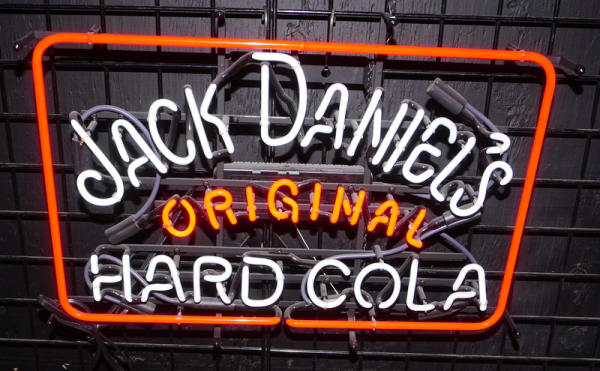 JACK DANIEL'S
ORIGINAL
HARD COLA